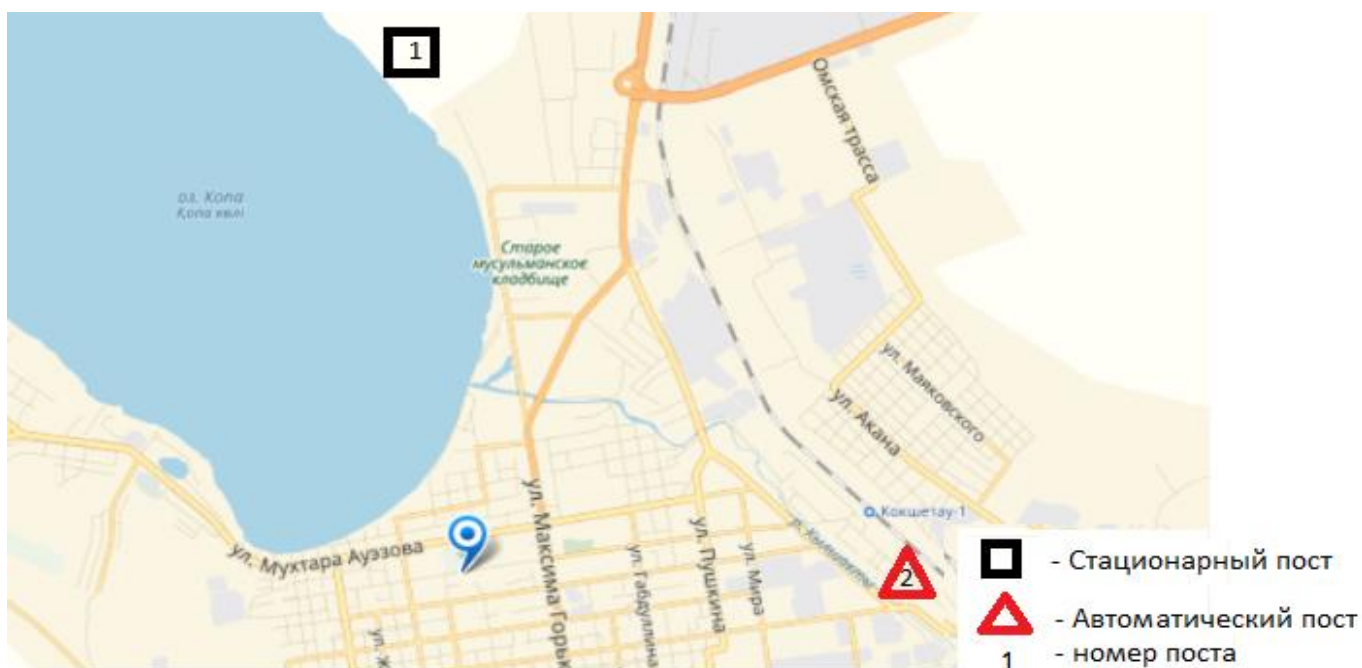 1
Омская трасса
оз. Копа
Қопа көлі
Старое
мусульманское
кладбище
ул. Маяковского
ул. Акана
Кокшетау-1
ул. Мухтара Ауэзова
ул. Максима Горьк
ул. Габдуллина
ул. Пушкина
ул. Мира
2
- Стационарный пост
- Автоматический пост
1
- номер поста